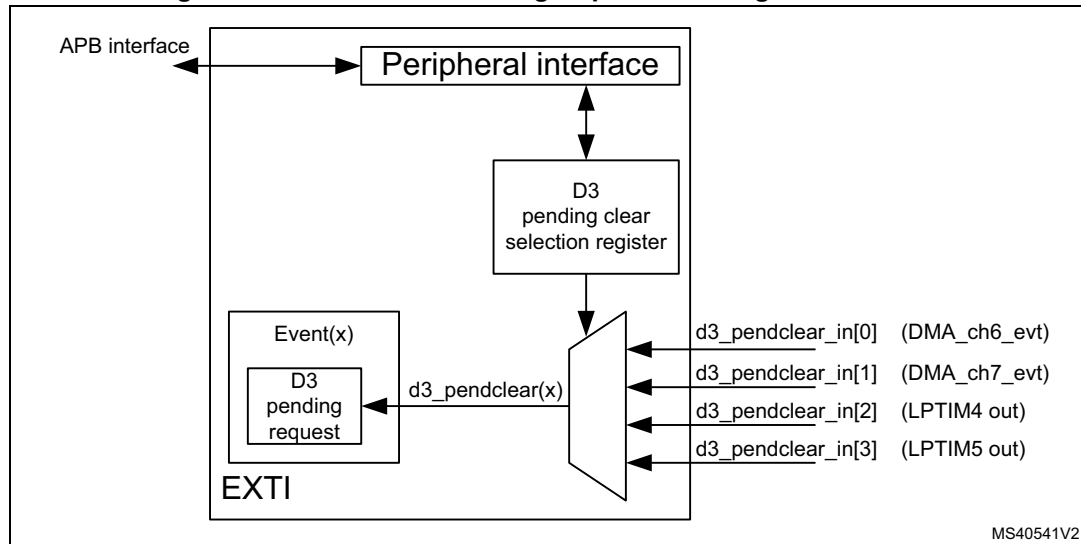 APB interface
Peripheral interface
D3
pending clear
selection register
Event(x)
D3
pending
request
d3_pendclear(x)
d3_pendclear_in[0] (DMA_ch6_evt)
d3_pendclear_in[1] (DMA_ch7_evt)
d3_pendclear_in[2] (LPTIM4 out)
d3_pendclear_in[3] (LPTIM5 out)
EXTI
MS40541V2